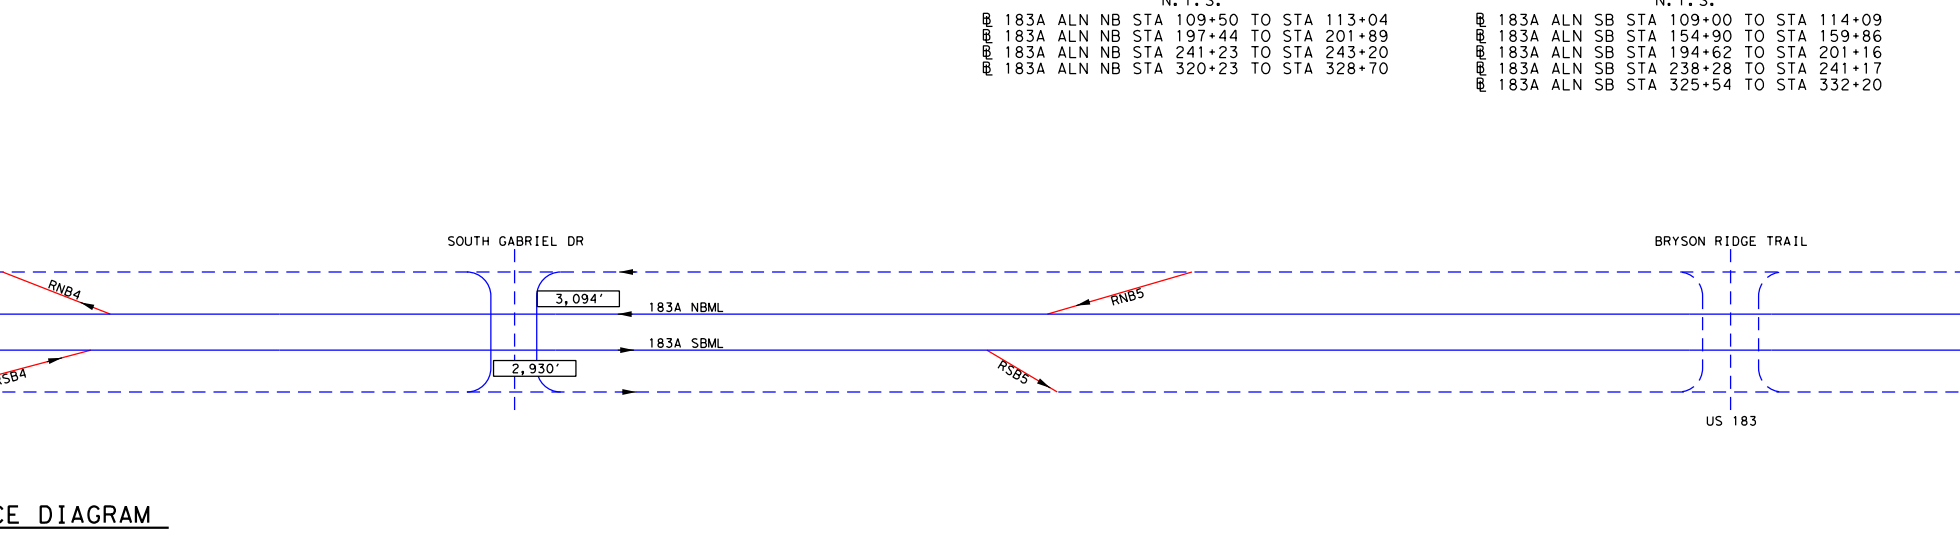 N.T.S.
N.T.S.
℄ 183A ALN NB STA 109+50 TO STA 113+04
℄ 183A ALN NB STA 197+44 TO STA 201+89
℄ 183A ALN NB STA 241+23 TO STA 243+20
℄ 183A ALN NB STA 320+23 TO STA 328+70
℄ 183A ALN SB STA 109+00 TO STA 114+09
℄ 183A ALN SB STA 154+90 TO STA 159+86
℄ 183A ALN SB STA 194+62 TO STA 201+16
℄ 183A ALN SB STA 238+28 TO STA 241+17
℄ 183A ALN SB STA 325+54 TO STA 332+20
SOUTH GABRIEL DR
BRYSON RIDGE TRAIL
RNB4
3,094'
183A NBML
RNB5
183A SBML
RSB4
2,930'
RSB5
US 183
CE DIAGRAM